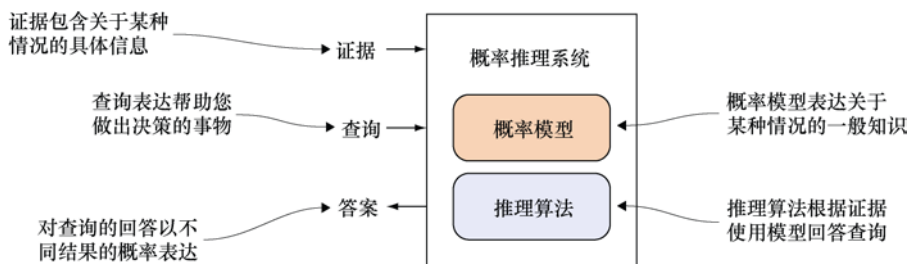 证据包含关于某种
情况的具体信息
证据
查询表达帮助您
做出决策的事物
查询
对查询的回答以不
同结果的概率表达
答案
概率推理系统
概率模型
推理算法
概率模型表达关于
某种情况的一般知识
推理算法根据证据
使用模型回答查询